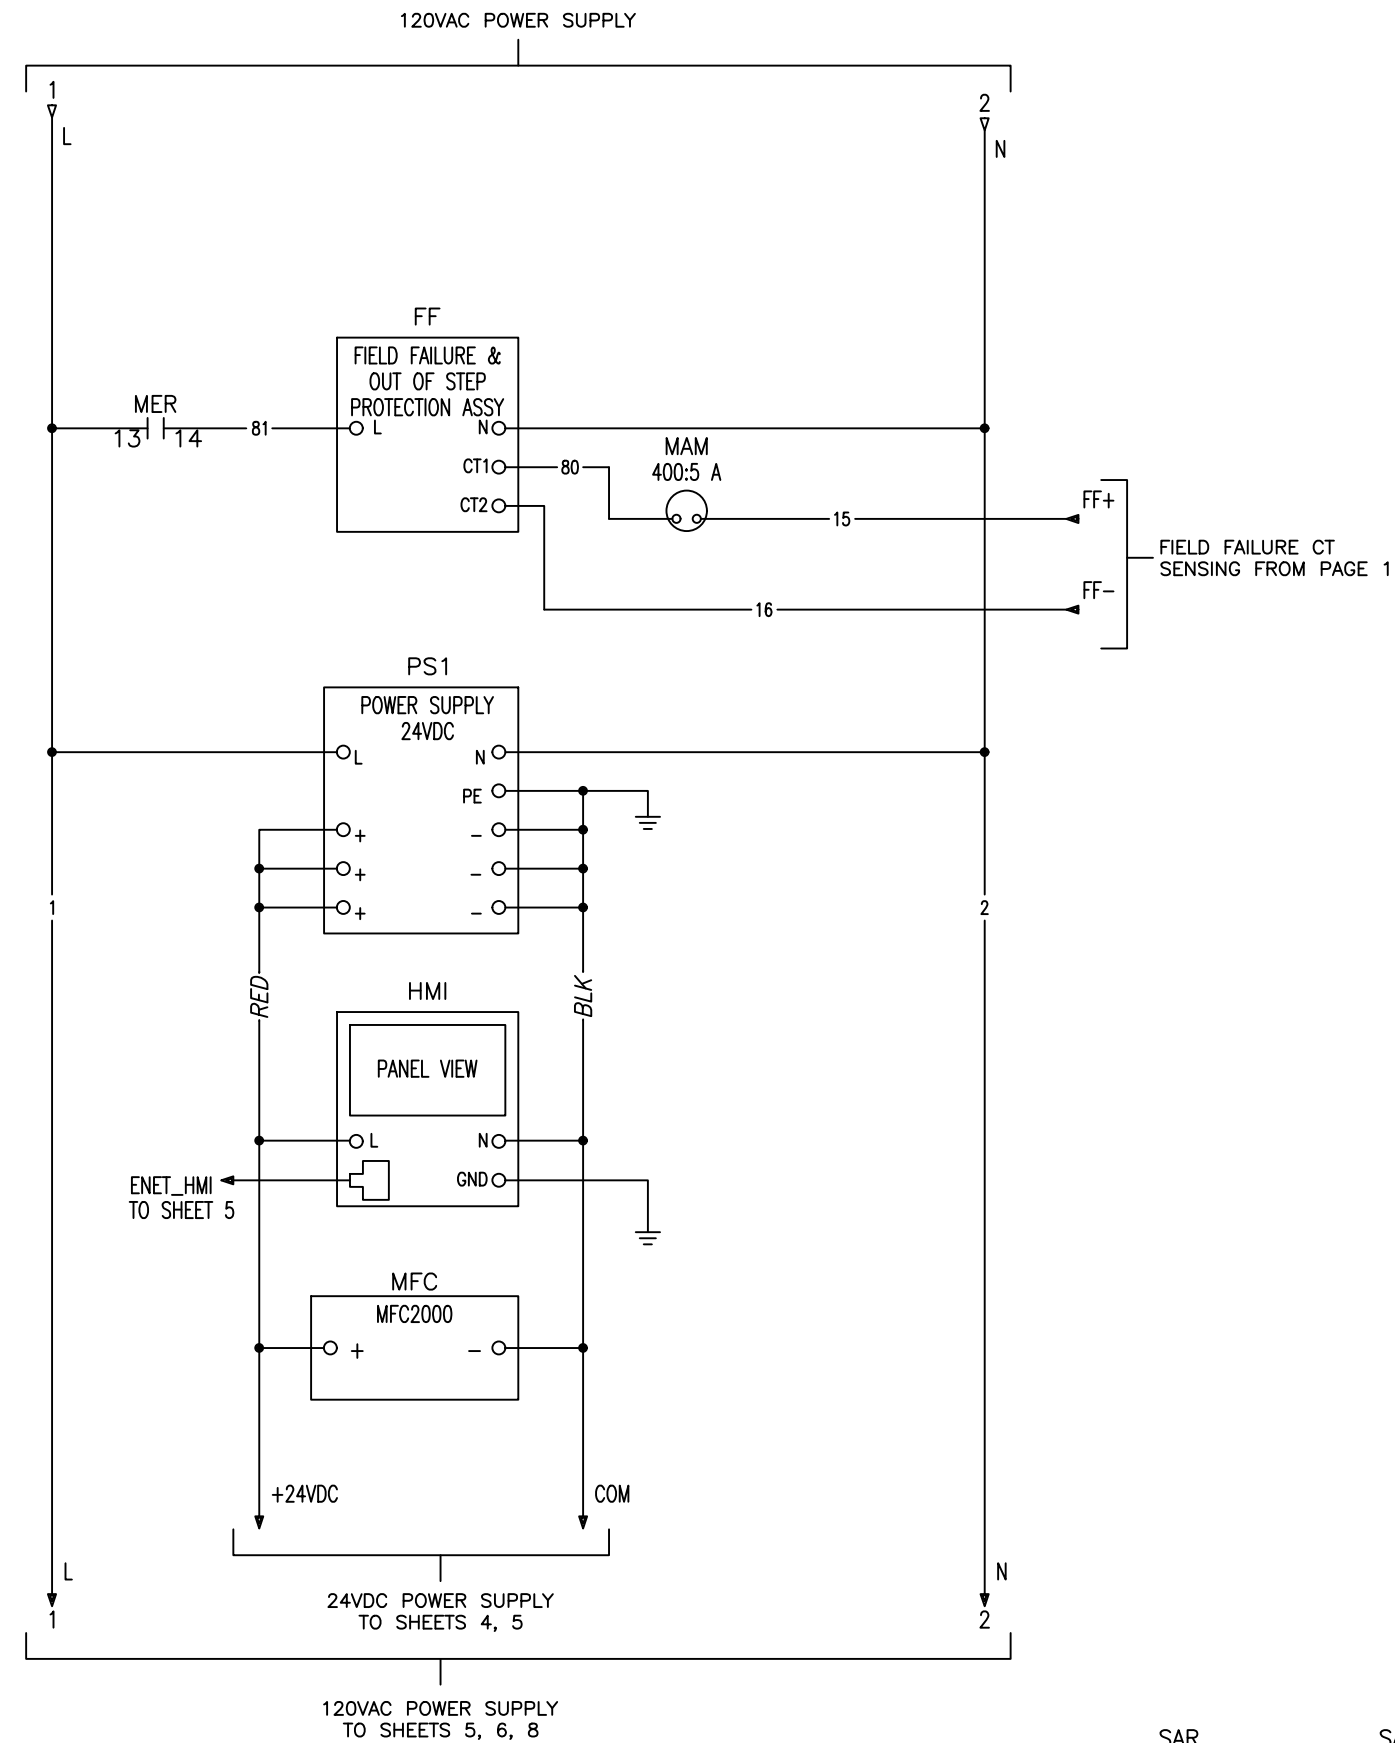 120VAC POWER SUPPLY
1
L
2
N
FF
FIELD FAILURE &
OUT OF STEP
PROTECTION ASSY
MER
13 14
81
L
N
CT1
80
CT2
MAM
400:5 A
15
FF+
16
FF-
FIELD FAILURE CT
SENSING FROM PAGE 1
PS1
POWER SUPPLY
24VDC
L
N
PE
+ -
+ -
+ -
1
2
RED
BLK
HMI
PANEL VIEW
L
N
GND
ENET_HMI
TO SHEET 5
MFC
MFC2000
+ -
+24VDC
COM
24VDC POWER SUPPLY
TO SHEETS 4, 5
L
1
N
2
120VAC POWER SUPPLY
TO SHEETS 5, 6, 8
SAR